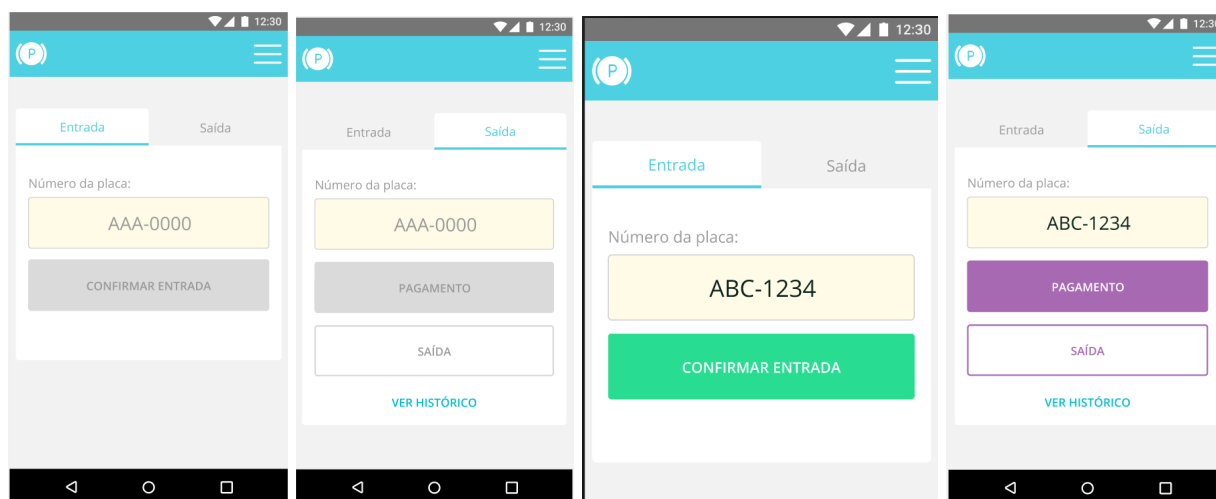 12:30
P
Entrada Saída
Número da placa:
AAA-0000
CONFIRMAR ENTRADA
12:30
P
Entrada Saída
Número da placa:
AAA-0000
PAGAMENTO
SAÍDA
VER HISTÓRICO
12:30
P
Entrada Saída
Número da placa:
ABC-1234
CONFIRMAR ENTRADA
12:30
P
Entrada Saída
Número da placa:
ABC-1234
PAGAMENTO
SAÍDA
VER HISTÓRICO